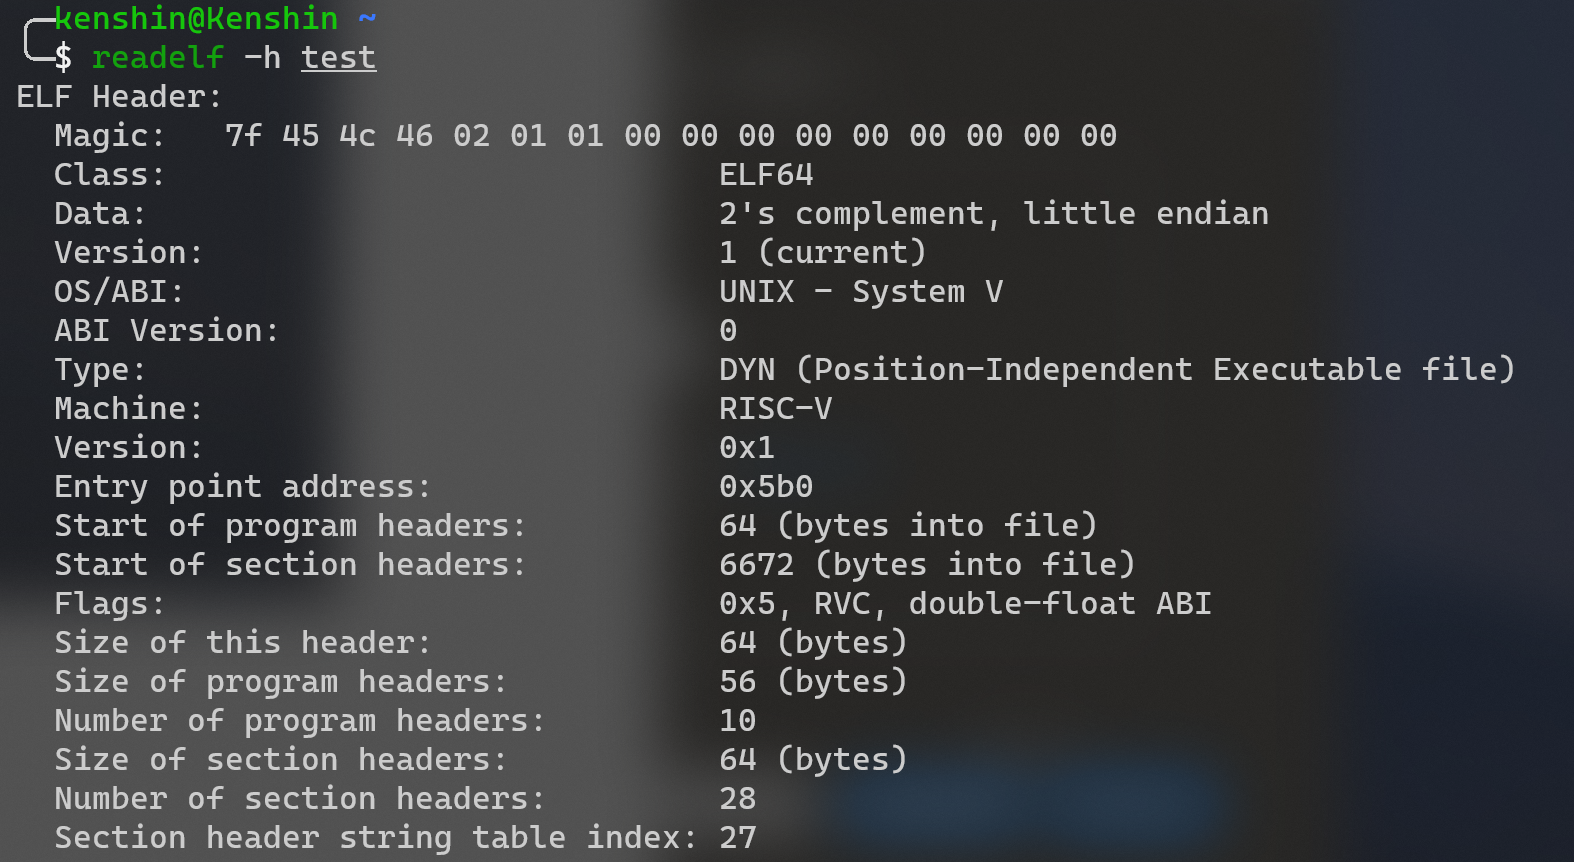 kenshin@Kenshin ~
$ readelf -h test
ELF Header:
  Magic:   7f 45 4c 46 02 01 01 00 00 00 00 00 00 00 00 00
  Class:                             ELF64
  Data:                              2's complement, little endian
  Version:                           1 (current)
  OS/ABI:                            UNIX - System V
  ABI Version:                       0
  Type:                              DYN (Position-Independent Executable file)
  Machine:                           RISC-V
  Version:                           0x1
  Entry point address:               0x5b0
  Start of program headers:          64 (bytes into file)
  Start of section headers:          6672 (bytes into file)
  Flags:                             0x5, RVC, double-float ABI
  Size of this header:               64 (bytes)
  Size of program headers:           56 (bytes)
  Number of program headers:         10
  Size of section headers:           64 (bytes)
  Number of section headers:         28
  Section header string table index: 27